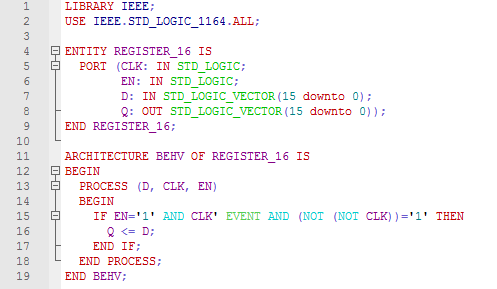 1 LIBRARY IEEE;
2 USE IEEE.STD_LOGIC_1164.ALL;
3
4 ENTITY REGISTER_16 IS
5 PORT (CLK: IN STD_LOGIC;
6 EN: IN STD_LOGIC;
7 D: IN STD_LOGIC_VECTOR(15 downto 0);
8 Q: OUT STD_LOGIC_VECTOR(15 downto 0));
9 END REGISTER_16;
10
11 ARCHITECTURE BEHV OF REGISTER_16 IS
12 BEGIN
13 PROCESS (D, CLK, EN)
14 BEGIN
15 IF EN='1' AND CLK' EVENT AND (NOT (NOT CLK))='1' THEN
16 Q <= D;
17 END IF;
18 END PROCESS;
19 END BEHV;